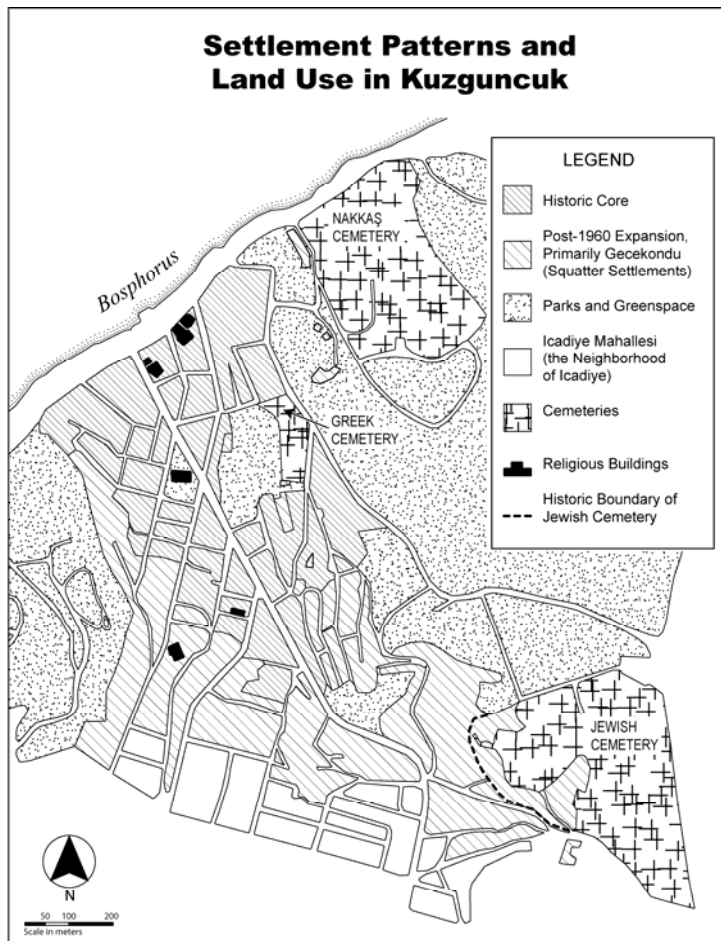 Settlement Patterns and
Land Use in Kuzguncuk
LEGEND
Historic Core
Post-1960 Expansion,
Primarily Gecekondu
(Squatter Settlements)
Parks and Greenspace
Icadiye Mahallesi
(the Neighborhood
of Icadiye)
Cemeteries
Religious Buildings
Historic Boundary of
Jewish Cemetery
NAKKAŞ
CEMETERY
Bosphorus
GREEK
CEMETERY
JEWISH
CEMETERY
N
50 100 200
Scale in meters